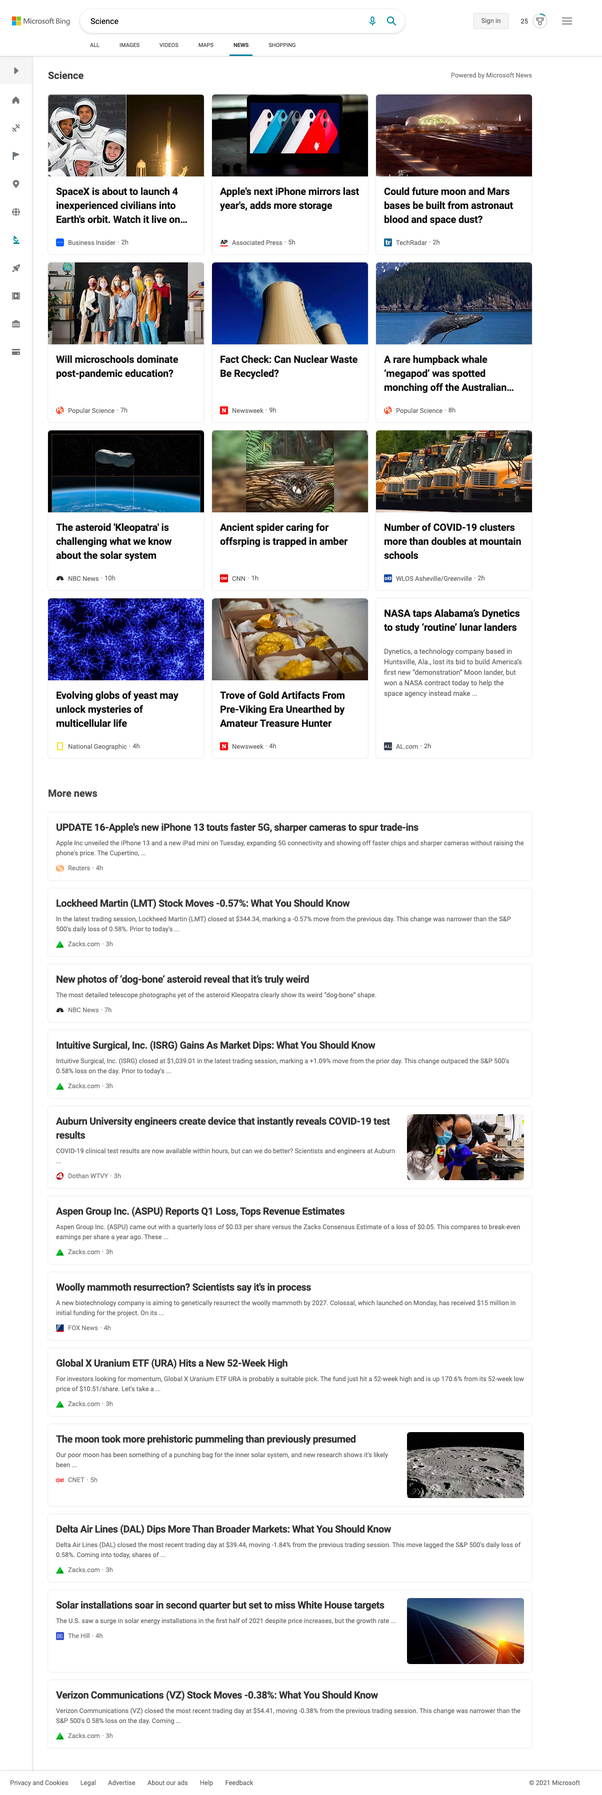 Microsoft Bing
Science
Sign in
25
ALL
IMAGES
VIDEOS
MAPS
NEWS
SHOPPING
Science
Powered by Microsoft News
SpaceX is about to launch 4
inexperienced civilians into
Earth's orbit. Watch it live on...
Business Insider · 2h
Apple's next iPhone mirrors last
year's, adds more storage
AP
Associated Press · 5h
Could future moon and Mars
bases be built from astronaut
blood and space dust?
tr
TechRadar · 2h
Will microschools dominate
post-pandemic education?
Popular Science · 7h
Fact Check: Can Nuclear Waste
Be Recycled?
N
Newsweek · 9h
A rare humpback whale
‘megapod’ was spotted
monching off the Australian...
Popular Science · 8h
The asteroid 'Kleopatra' is
challenging what we know
about the solar system
NBC News · 10h
Ancient spider caring for
offsrping is trapped in amber
CNN · 1h
Number of COVID-19 clusters
more than doubles at mountain
schools
WLOS Asheville/Greenville · 2h
Evolving globs of yeast may
unlock mysteries of
multicellular life
National Geographic · 4h
Trove of Gold Artifacts From
Pre-Viking Era Unearthed by
Amateur Treasure Hunter
N
Newsweek · 4h
NASA taps Alabama’s Dynetics
to study ‘routine’ lunar landers
Dynetics, a technology company based in
Huntsville, Ala., lost its bid to build America's
first new “demonstration” Moon lander, but
won a NASA contract today to help the
space agency instead make ...
AL.com · 2h
More news
UPDATE 16-Apple's new iPhone 13 touts faster 5G, sharper cameras to spur trade-ins
Apple Inc unveiled the iPhone 13 and a new iPad mini on Tuesday, expanding 5G connectivity and showing off faster chips and sharper cameras without raising the
phone's price. The Cupertino, ...
Reuters · 4h
Lockheed Martin (LMT) Stock Moves -0.57%: What You Should Know
In the latest trading session, Lockheed Martin (LMT) closed at $344.34, marking a -0.57% move from the previous day. This change was narrower than the S&P
500's daily loss of 0.58%. Prior to today's ...
Zacks.com · 3h
New photos of ‘dog-bone’ asteroid reveal that it’s truly weird
The most detailed telescope photographs yet of the asteroid Kleopatra clearly show its weird “dog-bone” shape.
NBC News · 7h
Intuitive Surgical, Inc. (ISRG) Gains As Market Dips: What You Should Know
Intuitive Surgical, Inc. (ISRG) closed at $1,039.01 in the latest trading session, marking a +1.09% move from the prior day. This change outpaced the S&P 500's
0.58% loss on the day. Prior to today's ...
Zacks.com · 3h
Auburn University engineers create device that instantly reveals COVID-19 test
results
COVID-19 clinical test results are now available within hours, but can we do better? Scientists and engineers at Auburn
...
Dothan WTVY · 3h
Aspen Group Inc. (ASPU) Reports Q1 Loss, Tops Revenue Estimates
Aspen Group Inc. (ASPU) came out with a quarterly loss of $0.03 per share versus the Zacks Consensus Estimate of a loss of $0.05. This compares to break-even
earnings per share a year ago. These ...
Zacks.com · 3h
Woolly mammoth resurrection? Scientists say it's in process
A new biotechnology company is aiming to genetically resurrect the woolly mammoth by 2027. Colossal, which launched on Monday, has received $15 million in
initial funding for the project. On its ...
FOX News · 4h
Global X Uranium ETF (URA) Hits a New 52-Week High
For investors looking for momentum, Global X Uranium ETF URA is probably a suitable pick. The fund just hit a 52-week high and is up 170.6% from its 52-week low
price of $10.51/share. Let's take a ...
Zacks.com · 3h
The moon took more prehistoric pummeling than previously presumed
Our poor moon has been something of a punching bag for the inner solar system, and new research shows it's likely
been ...
CNET · 5h
Delta Air Lines (DAL) Dips More Than Broader Markets: What You Should Know
Delta Air Lines (DAL) closed the most recent trading day at $39.44, moving -1.84% from the previous trading session. This move lagged the S&P 500's daily loss of
0.58%. Coming into today, shares of ...
Zacks.com · 3h
Solar installations soar in second quarter but set to miss White House targets
The U.S. saw a surge in solar energy installations in the first half of 2021 despite price increases, but the growth rate ...
The Hill · 4h
Verizon Communications (VZ) Stock Moves -0.38%: What You Should Know
Verizon Communications (VZ) closed the most recent trading day at $54.41, moving -0.38% from the previous trading session. This change was narrower than the
S&P 500's 0.58% loss on the day. Coming ...
Zacks.com · 3h
Privacy and Cookies
Legal
Advertise
About our ads
Help
Feedback
© 2021 Microsoft